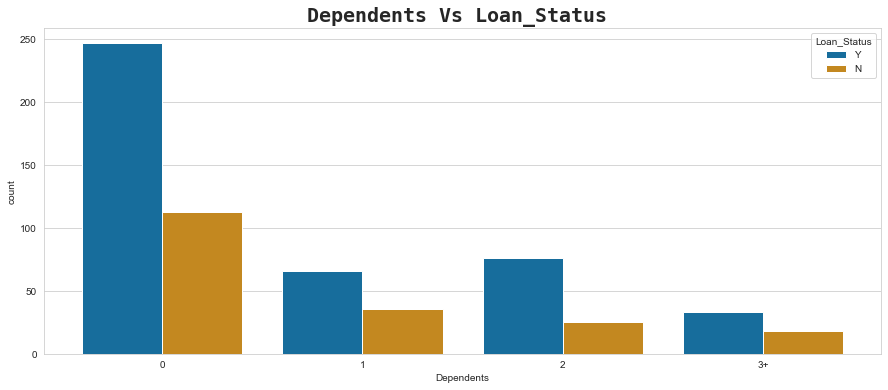 Dependents Vs Loan_Status
Loan_Status
Y
N
250
200
150
100
50
0
count
0 1 2 3+
Dependents